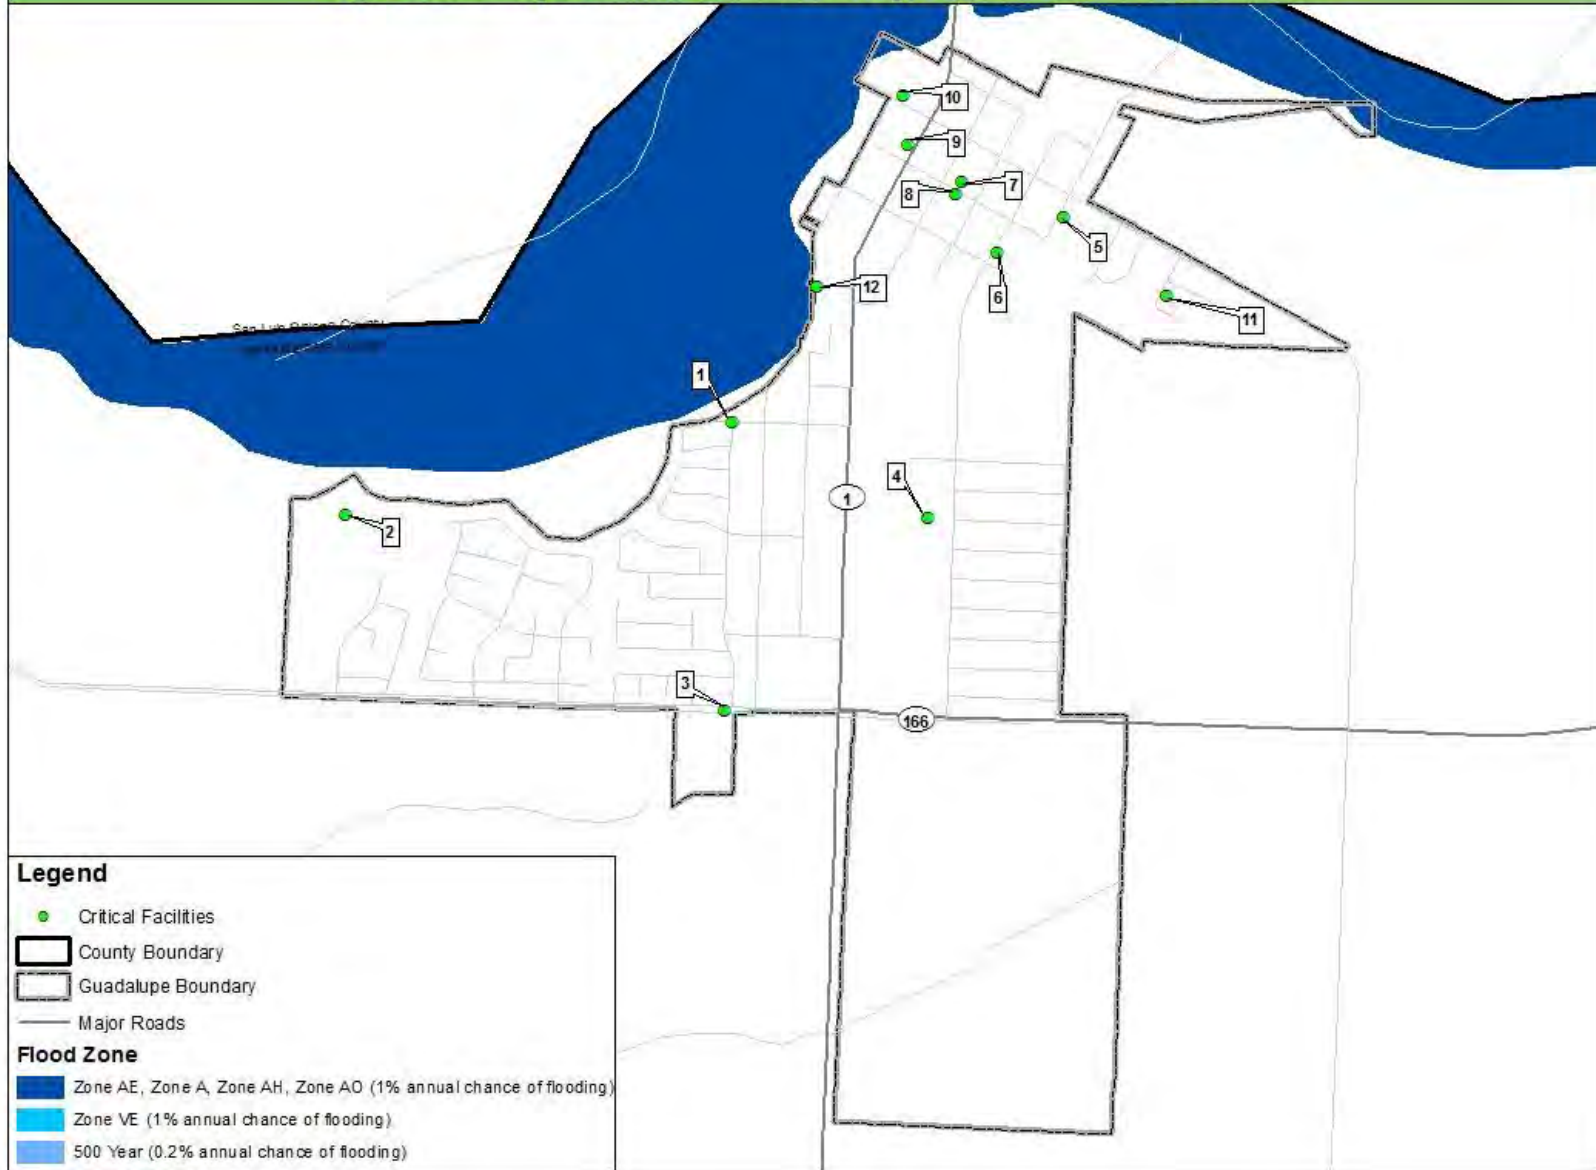 10
9
7
8
5
6
12
11
1
4
1
2
3
166
Legend
Critical Facilities
County Boundary
Guadalupe Boundary
Major Roads
Flood Zone
Zone AE, Zone A, Zone AH, Zone AO (1% annual chance of flooding)
Zone VE (1% annual chance of flooding)
500 Year (0.2% annual chance of flooding)